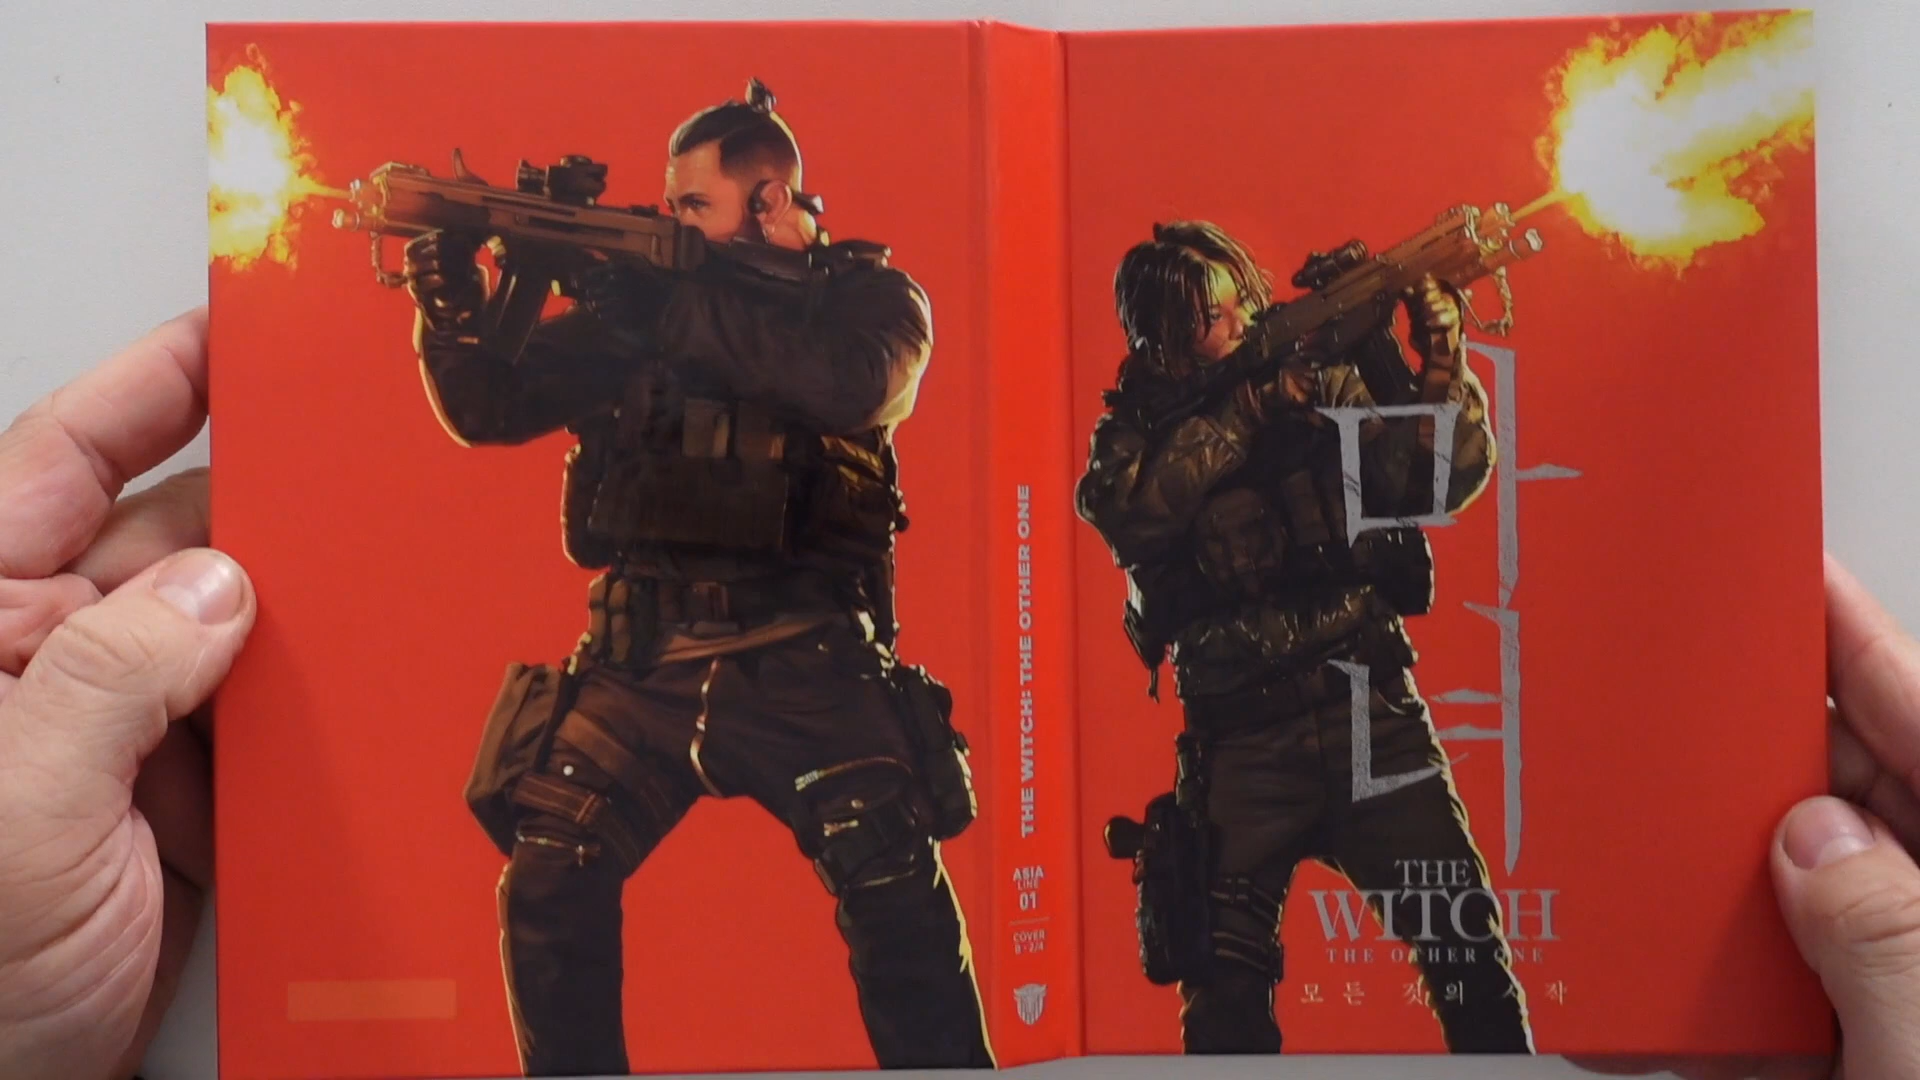 THE WITCH: THE OTHER ONE
ASIA
LINE
01
COVER
B - 2/4
마녀
THE
WITCH
THE OTHER ONE
모든 것의 시작